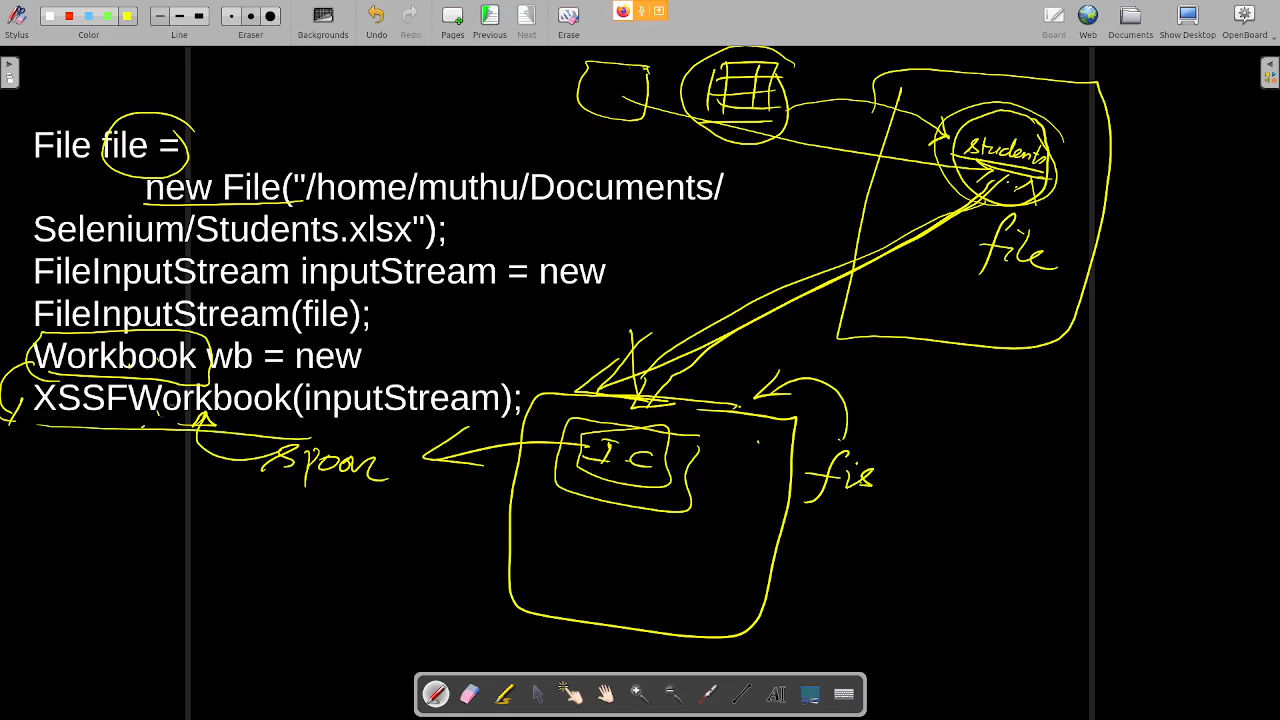 Stylus
Color
Line
Eraser
Backgrounds
Undo
Redo
Pages
Previous
Next
Erase
Board
Web
Documents
Show Desktop
OpenBoard
File file =
new File("/home/muthu/Documents/
Selenium/Students.xlsx");
FileInputStream inputStream = new
FileInputStream(file);
Workbook wb = new
XSSFWorkbook(inputStream);
students
file
I C
spoon
fis
AI